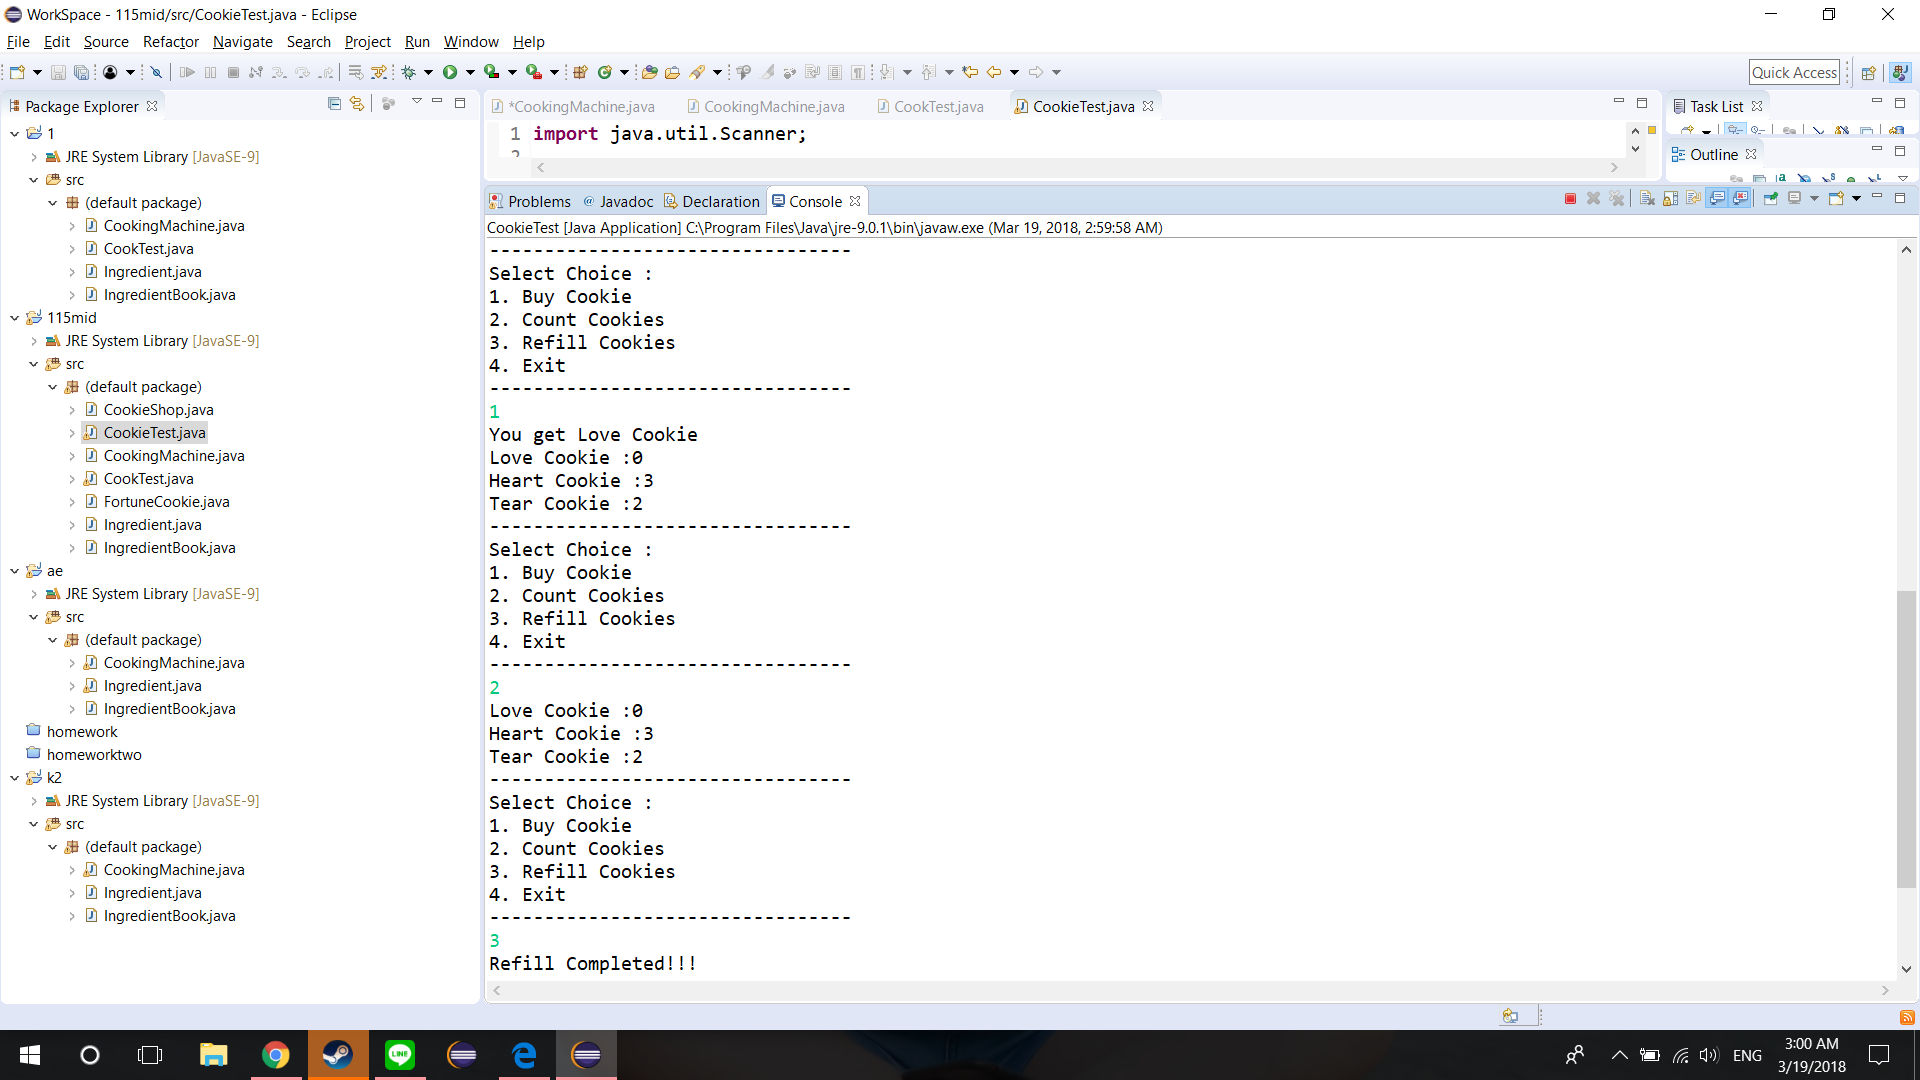 WorkSpace - 115mid/src/CookieTest.java - Eclipse
File Edit Source Refactor Navigate Search Project Run Window Help
Quick Access
Package Explorer
1
JRE System Library [JavaSE-9]
src
(default package)
CookingMachine.java
CookTest.java
Ingredient.java
IngredientBook.java
115mid
JRE System Library [JavaSE-9]
src
(default package)
CookieShop.java
CookieTest.java
CookingMachine.java
CookTest.java
FortuneCookie.java
Ingredient.java
IngredientBook.java
ae
JRE System Library [JavaSE-9]
src
(default package)
CookingMachine.java
Ingredient.java
IngredientBook.java
homework
homeworktwo
k2
JRE System Library [JavaSE-9]
src
(default package)
CookingMachine.java
Ingredient.java
IngredientBook.java
*CookingMachine.java CookingMachine.java CookTest.java CookieTest.java
1 import java.util.Scanner;
2
Task List
Outline
Problems @ Javadoc Declaration Console
CookieTest [Java Application] C:\Program Files\Java\jre-9.0.1\bin\javaw.exe (Mar 19, 2018, 2:59:58 AM)
---------------------------------
Select Choice :
1. Buy Cookie
2. Count Cookies
3. Refill Cookies
4. Exit
---------------------------------
1
You get Love Cookie
Love Cookie :0
Heart Cookie :3
Tear Cookie :2
---------------------------------
Select Choice :
1. Buy Cookie
2. Count Cookies
3. Refill Cookies
4. Exit
---------------------------------
2
Love Cookie :0
Heart Cookie :3
Tear Cookie :2
---------------------------------
Select Choice :
1. Buy Cookie
2. Count Cookies
3. Refill Cookies
4. Exit
---------------------------------
3
Refill Completed!!!
LINE
ENG
3:00 AM
3/19/2018